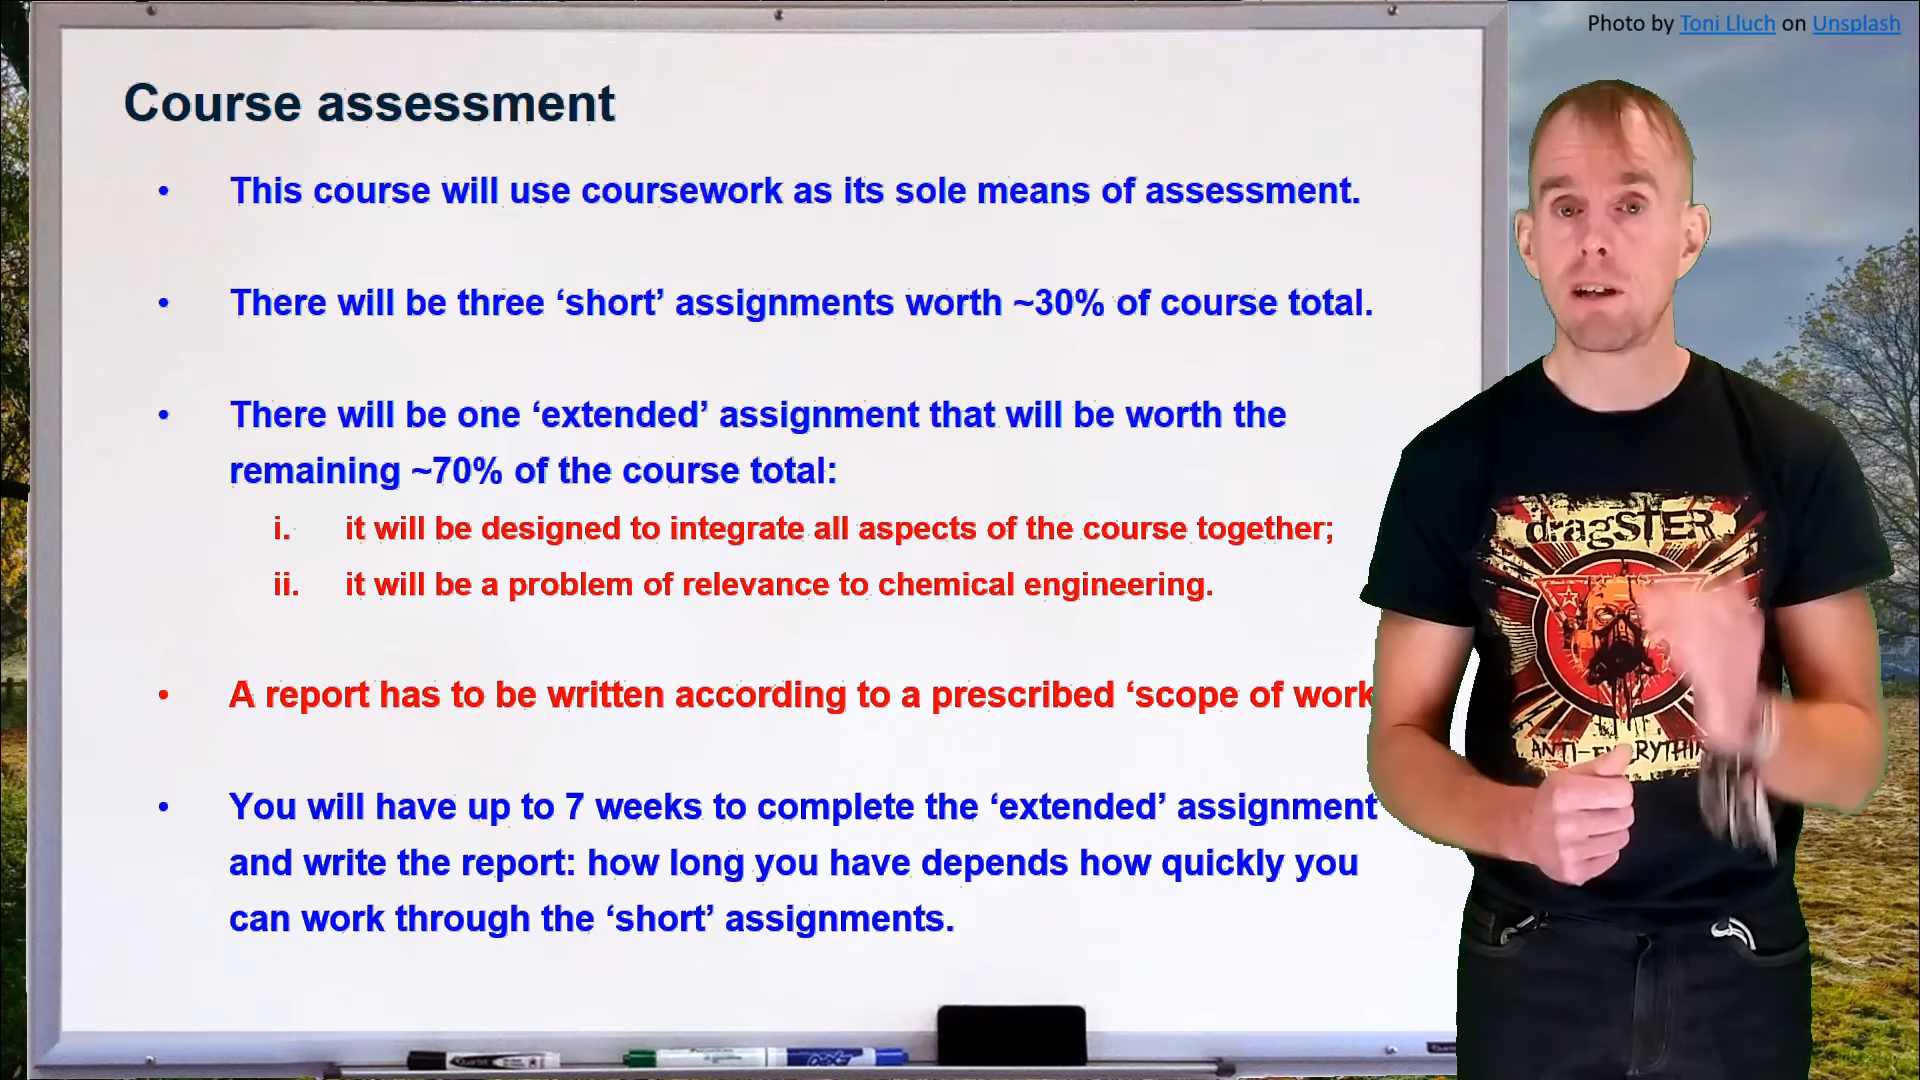 Photo by Toni Lluch on Unsplash
Course assessment
• This course will use coursework as its sole means of assessment.
• There will be three ‘short’ assignments worth ~30% of course total.
• There will be one ‘extended’ assignment that will be worth the
remaining ~70% of the course total:
i. it will be designed to integrate all aspects of the course together;
ii. it will be a problem of relevance to chemical engineering.
• A report has to be written according to a prescribed ‘scope of work
• You will have up to 7 weeks to complete the ‘extended’ assignment
and write the report: how long you have depends how quickly you
can work through the ‘short’ assignments.
dragSTER